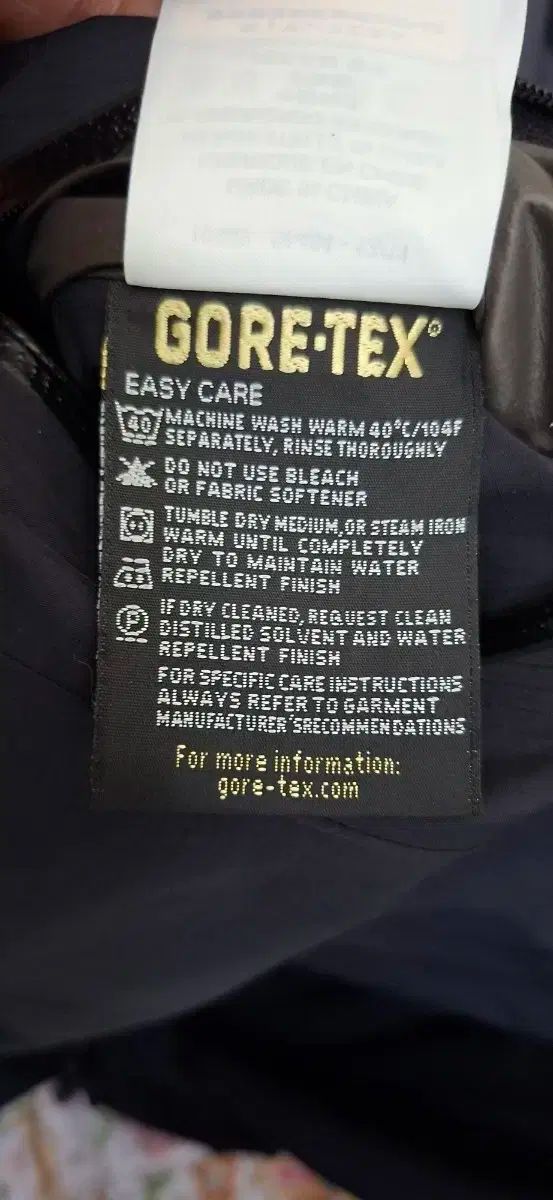 GORE-TEX®
EASY CARE
40 MACHINE WASH WARM 40°C/104F
SEPARATELY, RINSE THOROUGHLY
DO NOT USE BLEACH
OR FABRIC SOFTENER
TUMBLE DRY MEDIUM, OR STEAM IRON
WARM UNTIL COMPLETELY
DRY TO MAINTAIN WATER
REPELLENT FINISH
P IF DRY CLEANED, REQUEST CLEAN
DISTILLED SOLVENT AND WATER
REPELLENT FINISH
FOR SPECIFIC CARE INSTRUCTIONS
ALWAYS REFER TO GARMENT
MANUFACTURER'SRECOMMENDATIONS
For more information:
gore-tex.com